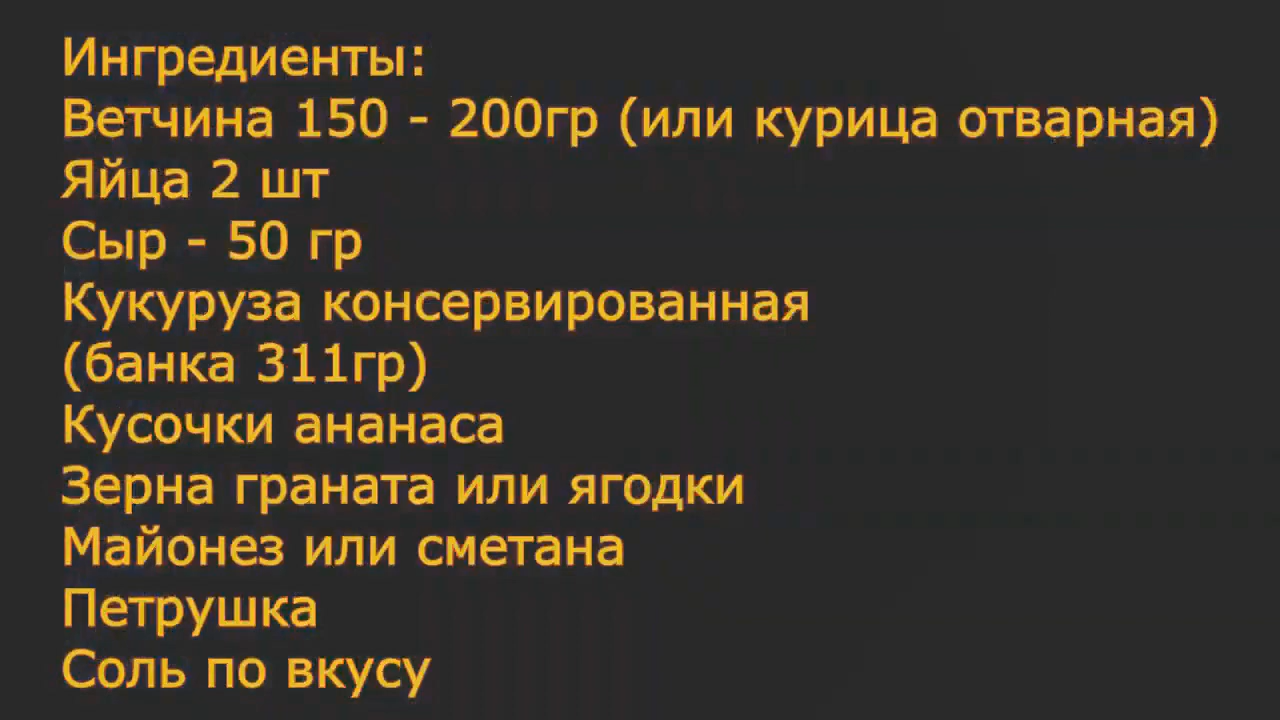 Ингредиенты:
Ветчина 150 - 200гр (или курица отварная)
Яйца 2 шт
Сыр - 50 гр
Кукуруза консервированная
(банка 311гр)
Кусочки ананаса
Зерна граната или ягодки
Майонез или сметана
Петрушка
Соль по вкусу